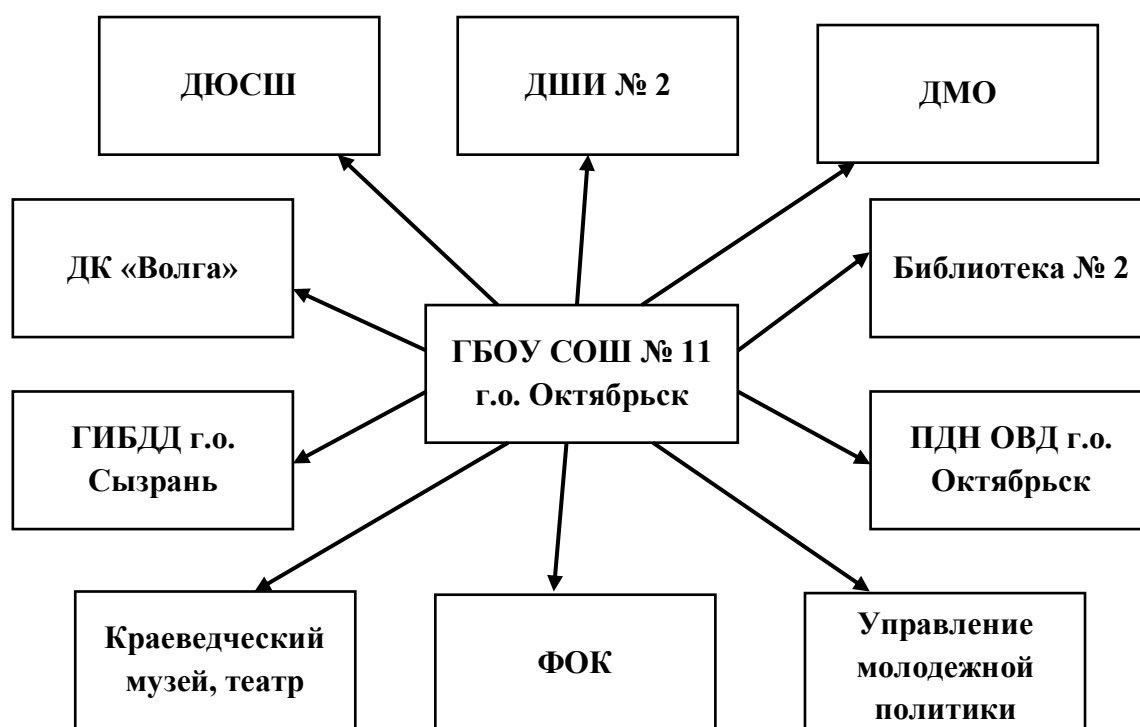 ДЮСШ
ДШИ № 2
ДМО
ДК «Волга»
Библиотека № 2
ГБОУ СОШ № 11
г.о. Октябрьск
ГИБДД г.о.
Сызрань
ПДН ОВД г.о.
Октябрьск
Краеведческий
музей, театр
ФОК
Управление
молодежной
политики